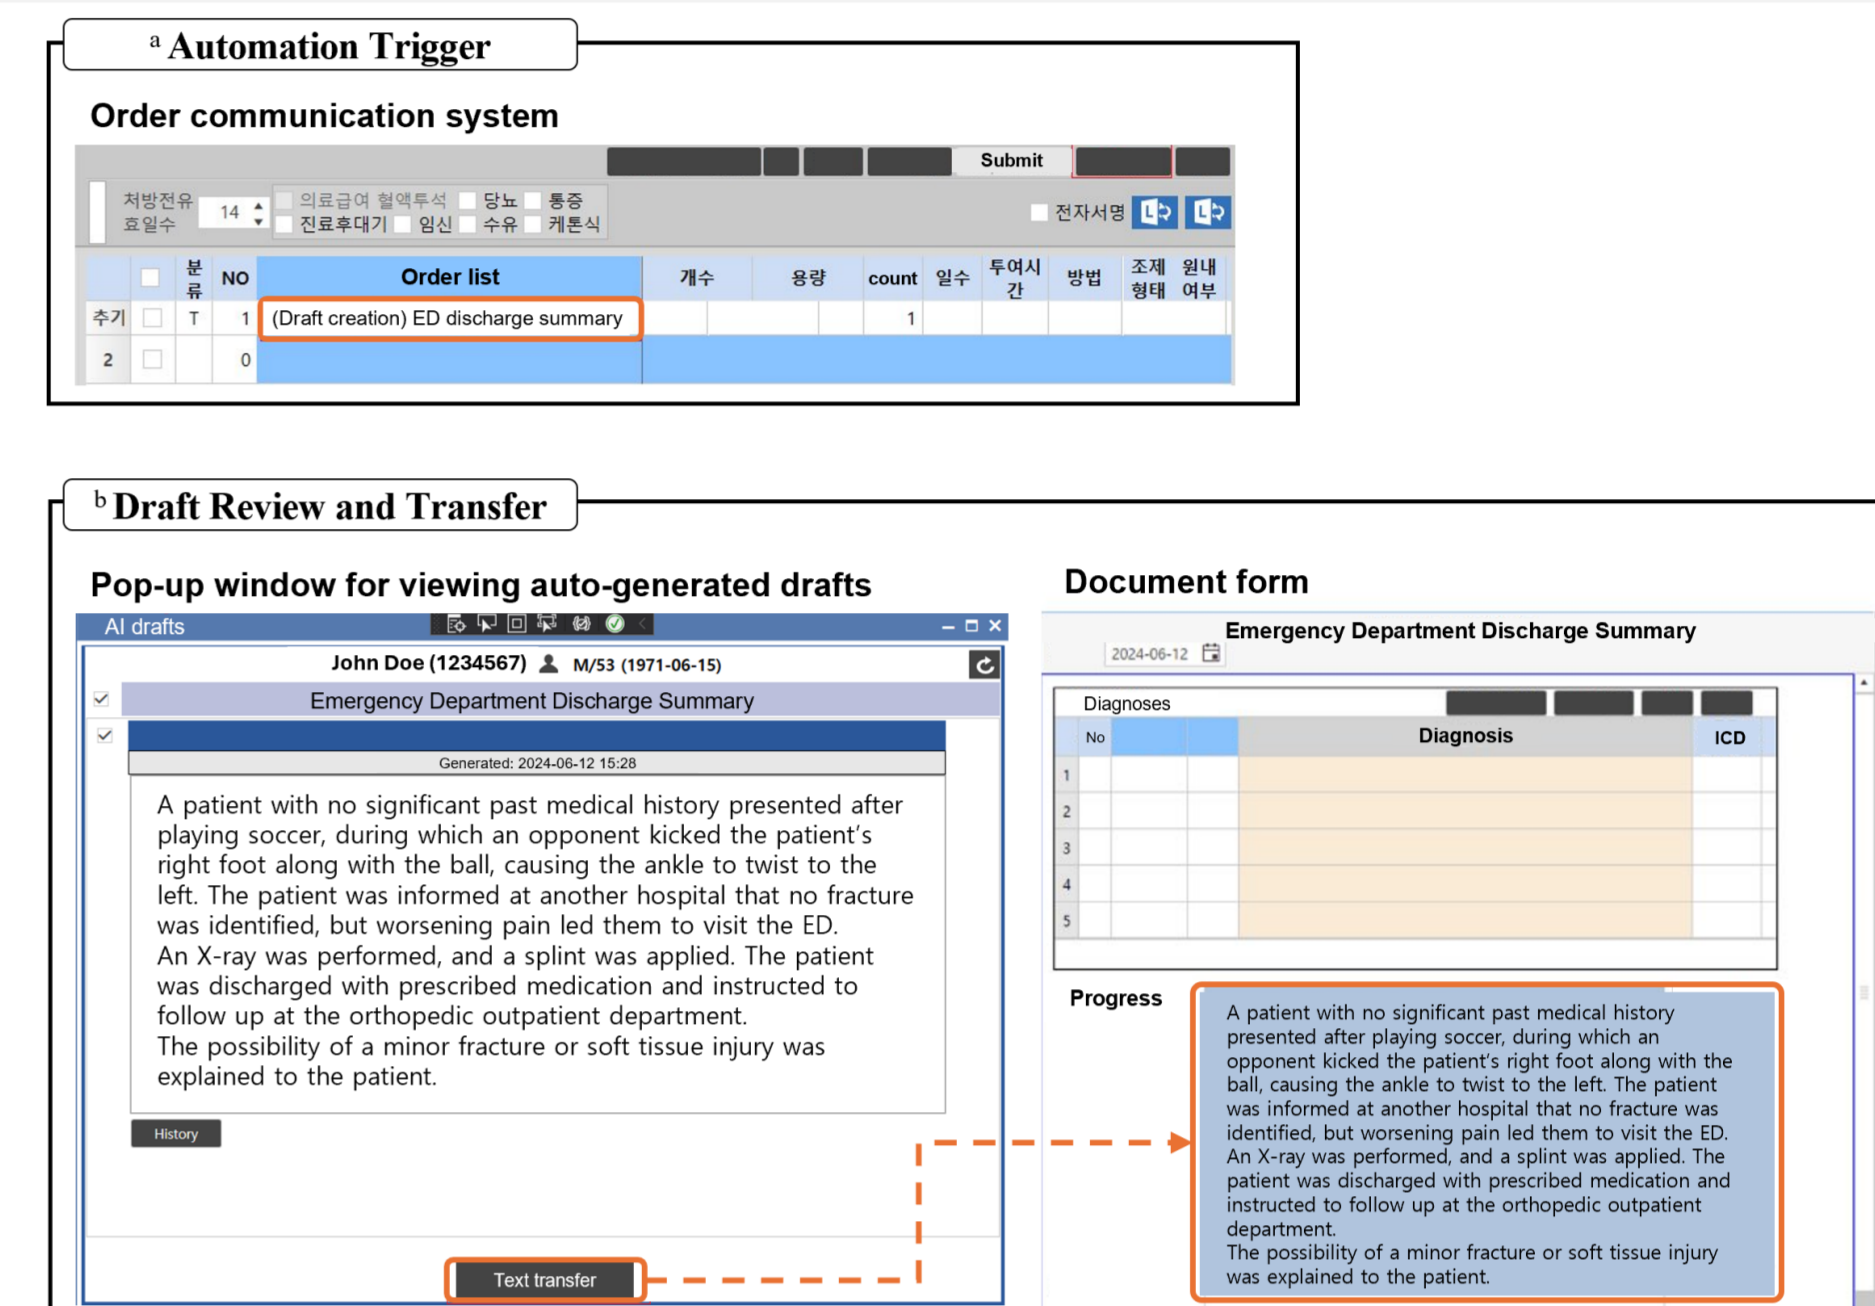 a Automation Trigger
Order communication system
Submit
처방전유
효일수
14
의료급여 혈액투석
당뇨
통증
진료후대기
임신
수유
케톤식
전자서명
분류
NO
Order list
개수
용량
count
일수
투여시간
방법
조제형태
원내여부
추기
T
1
(Draft creation) ED discharge summary
1
2
0
b Draft Review and Transfer
Pop-up window for viewing auto-generated drafts
AI drafts
John Doe (1234567)
M/53 (1971-06-15)
Emergency Department Discharge Summary
Generated: 2024-06-12 15:28
A patient with no significant past medical history presented after
playing soccer, during which an opponent kicked the patient's
right foot along with the ball, causing the ankle to twist to the
left. The patient was informed at another hospital that no fracture
was identified, but worsening pain led them to visit the ED.
An X-ray was performed, and a splint was applied. The patient
was discharged with prescribed medication and instructed to
follow up at the orthopedic outpatient department.
The possibility of a minor fracture or soft tissue injury was
explained to the patient.
History
Text transfer
Document form
Emergency Department Discharge Summary
2024-06-12
Diagnoses
No
Diagnosis
ICD
1
2
3
4
5
Progress
A patient with no significant past medical history
presented after playing soccer, during which an
opponent kicked the patient's right foot along with the
ball, causing the ankle to twist to the left. The patient
was informed at another hospital that no fracture was
identified, but worsening pain led them to visit the ED.
An X-ray was performed, and a splint was applied. The
patient was discharged with prescribed medication and
instructed to follow up at the orthopedic outpatient
department.
The possibility of a minor fracture or soft tissue injury
was explained to the patient.